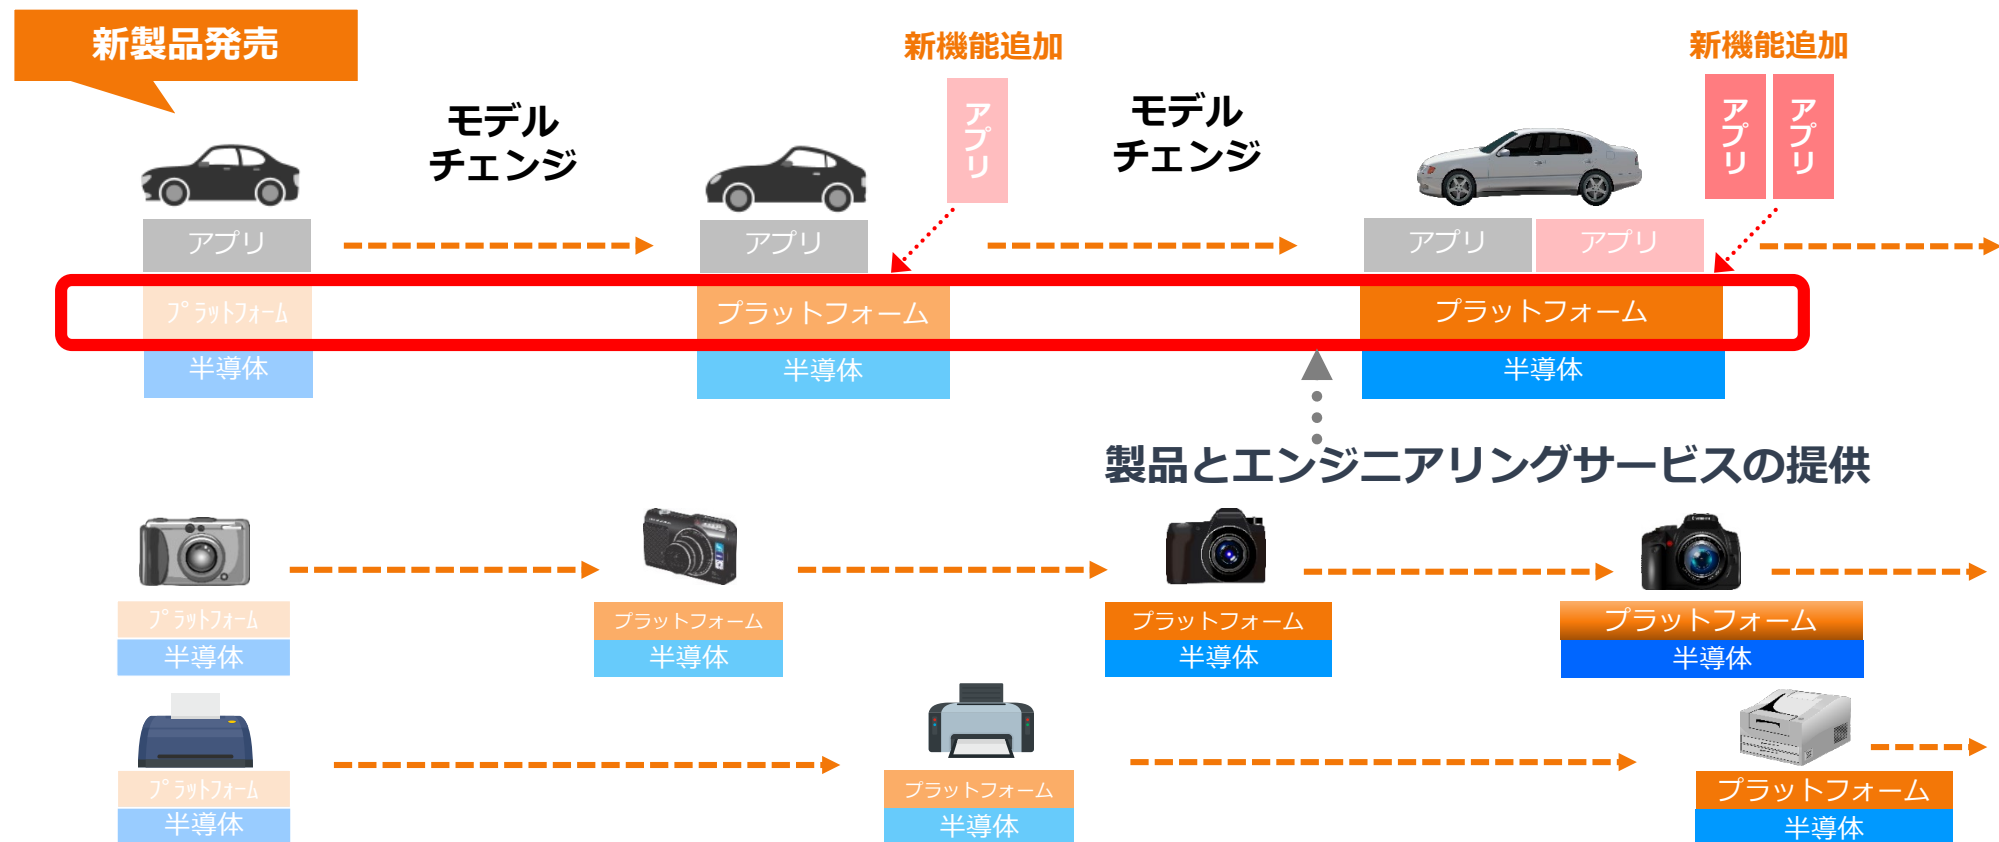 新製品発売
新機能追加
新機能追加
モデル
チェンジ
アプリ
モデル
チェンジ
アプリ
アプリ
アプリ
アプリ
アプリ
アプリ
ﾌﾟﾗｯﾄﾌｫｰﾑ
プラットフォーム
プラットフォーム
半導体
半導体
半導体
製品とエンジニアリングサービスの提供
ﾌﾟﾗｯﾄﾌｫｰﾑ
プラットフォーム
プラットフォーム
プラットフォーム
半導体
半導体
半導体
半導体
ﾌﾟﾗｯﾄﾌｫｰﾑ
プラットフォーム
プラットフォーム
半導体
半導体
半導体